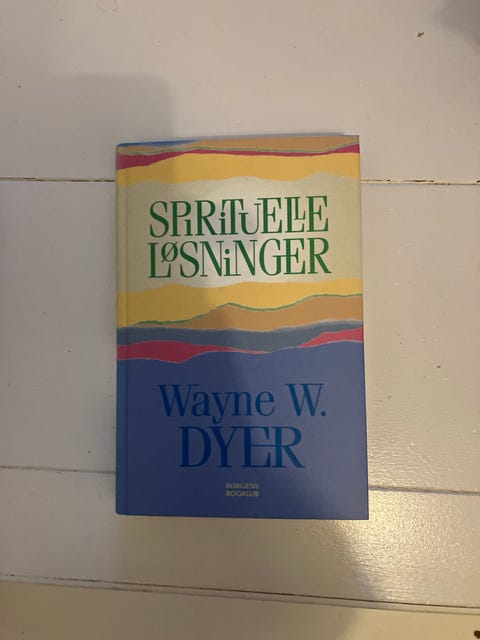 SPiRiTUELLE
LØSNiNGER
Wayne W.
DYER
BORGENS
BOGKLUB